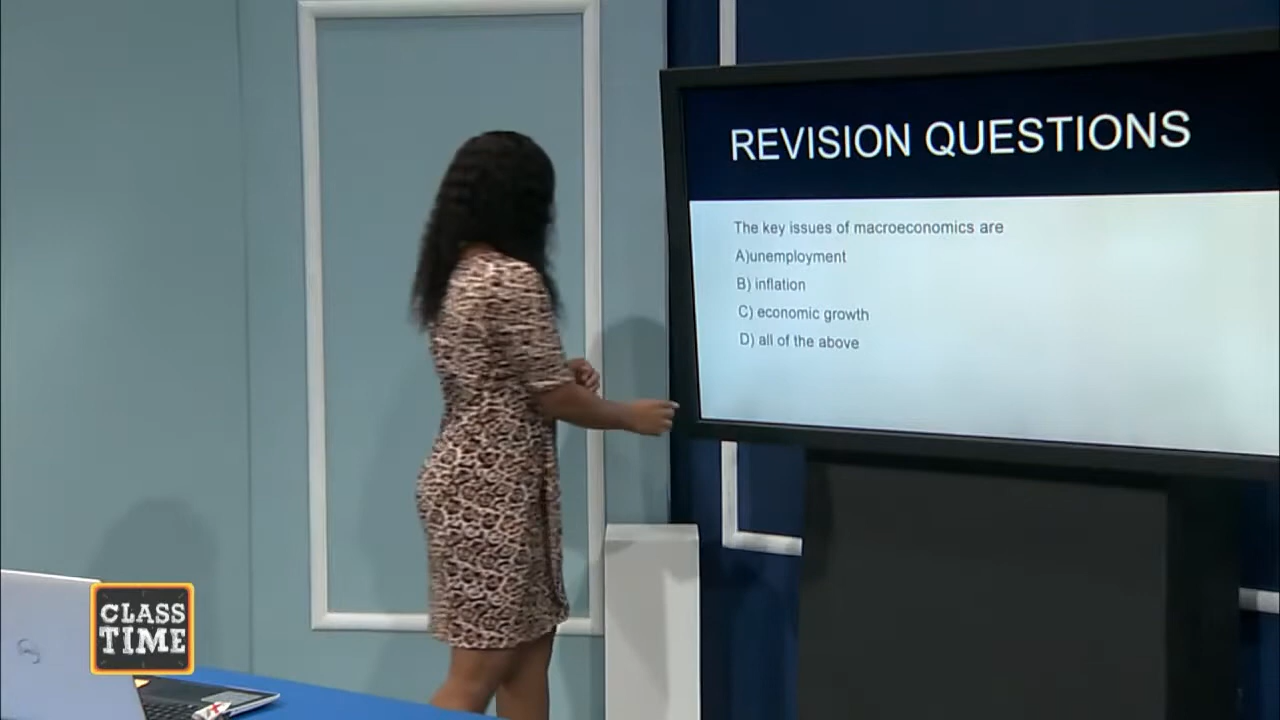 REVISION QUESTIONS
The key issues of macroeconomics are
A)unemployment
B) inflation
C) economic growth
D) all of the above
CLASS
TIME